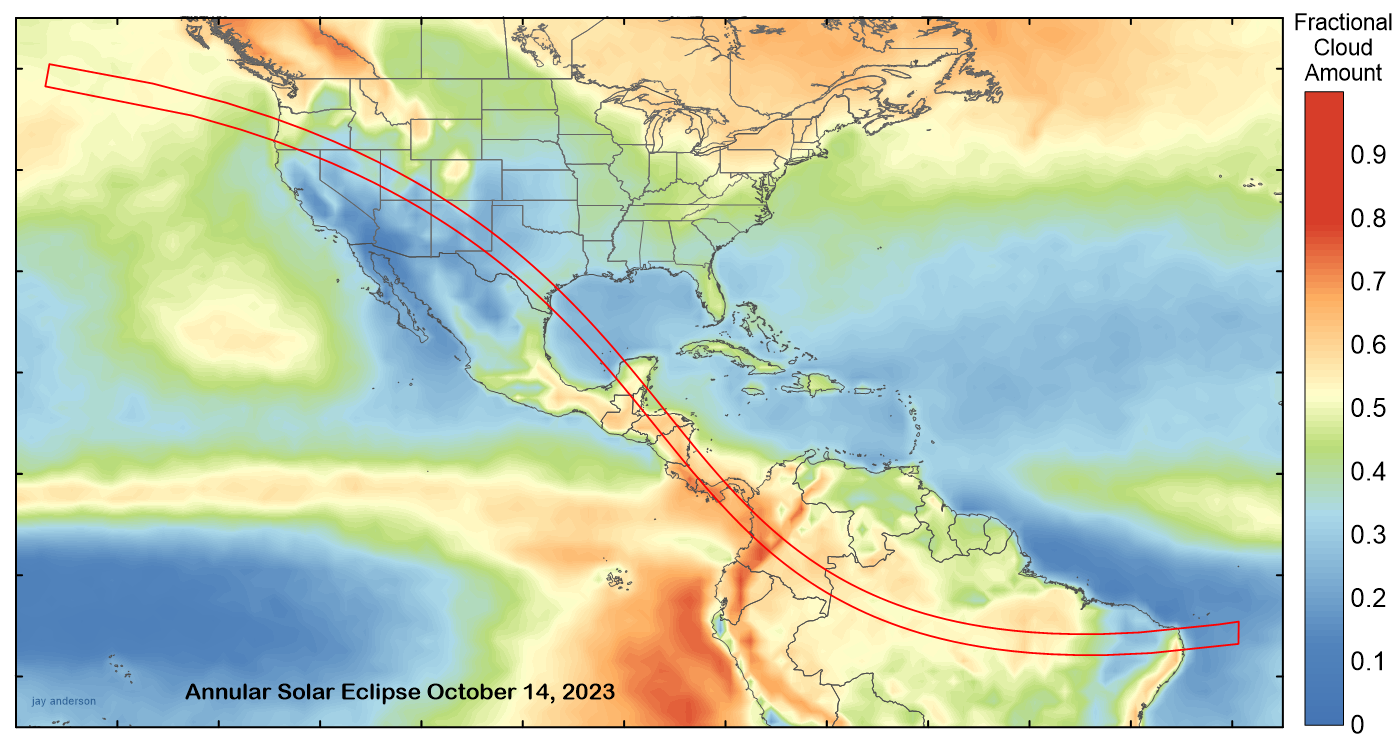 Fractional
Cloud
Amount
0.9
0.8
0.7
0.6
0.5
0.4
0.3
0.2
0.1
0
Annular Solar Eclipse October 14, 2023
jay anderson